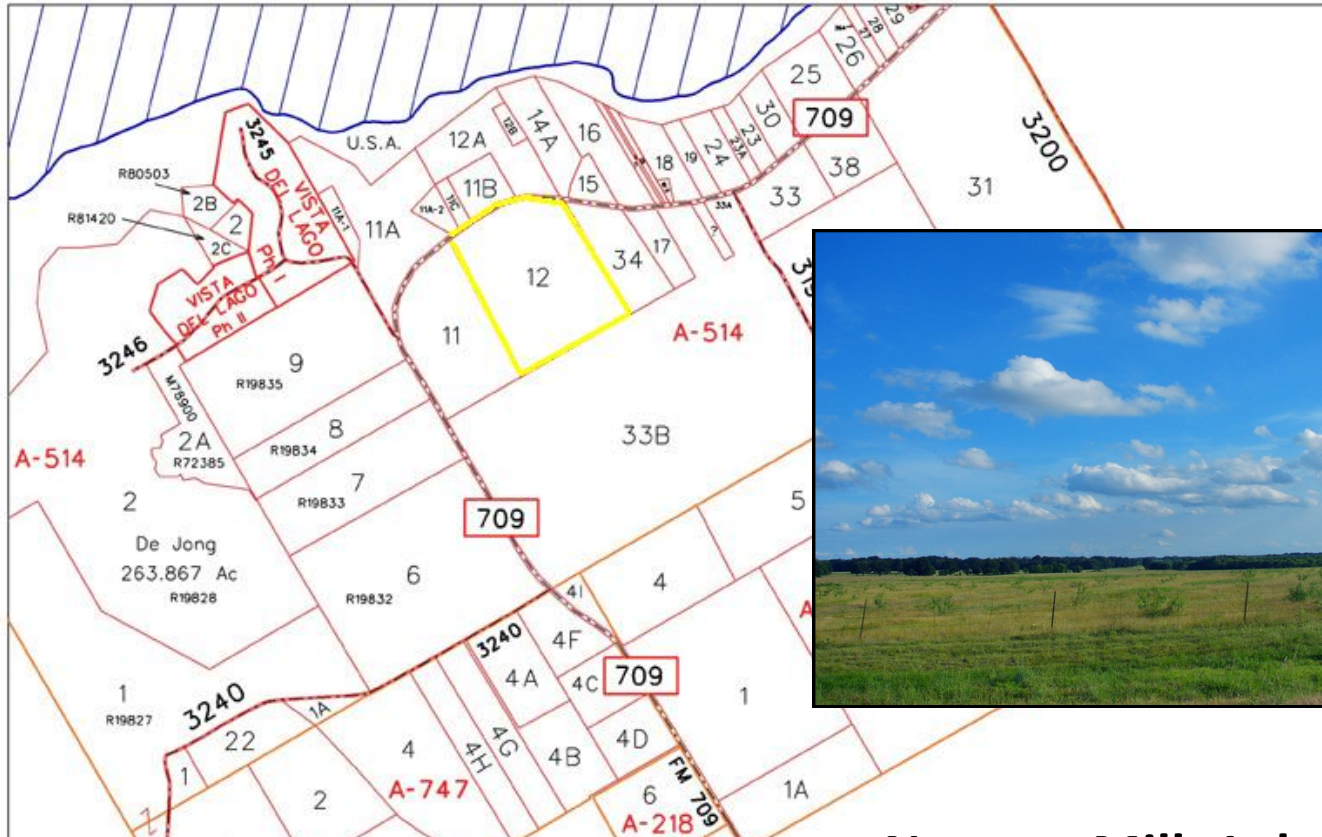 29
28
27
26
25
709
3200
30
23
23A
24
19
18
16
14A
12B
12A
U.S.A.
3245
VISTA
DEL LAGO
Ph I
R80503
2B
2
R81420
2C
11A-1
11A
11A-2
11C
11B
15
33A
33
38
31
12
34
17
A-514
11
VISTA
DEL LAGO
Ph II
3246
9
R19835
M78900
8
R19834
2A
R72385
7
R19833
A-514
33B
2
De Jong
263.867 Ac
R19828
709
5
6
R19832
4
4I
3240
4F
4A
4C
709
1
1
R19827
3240
1A
22
1
4
4H
4G
4B
4D
FM 709
2
A-747
6
A-218
1A